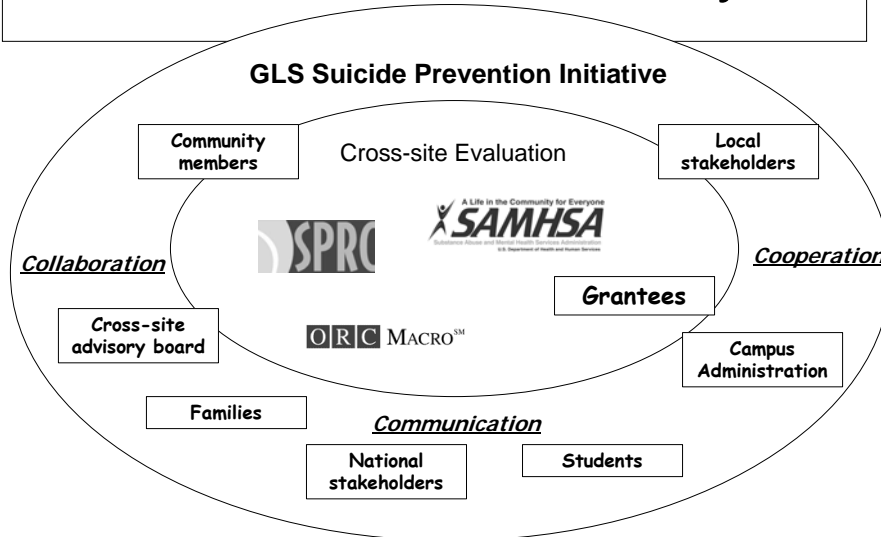 GLS Suicide Prevention Initiative
Community
members
Cross-site Evaluation
Local
stakeholders
A Life in the Community for Everyone
SAMHSA
Substance Abuse and Mental Health Services Administration
U.S. Department of Health and Human Services
SPRC
Collaboration
Cooperation
Grantees
Cross-site
advisory board
ORC MACRO℠
Campus
Administration
Families
Communication
National
stakeholders
Students